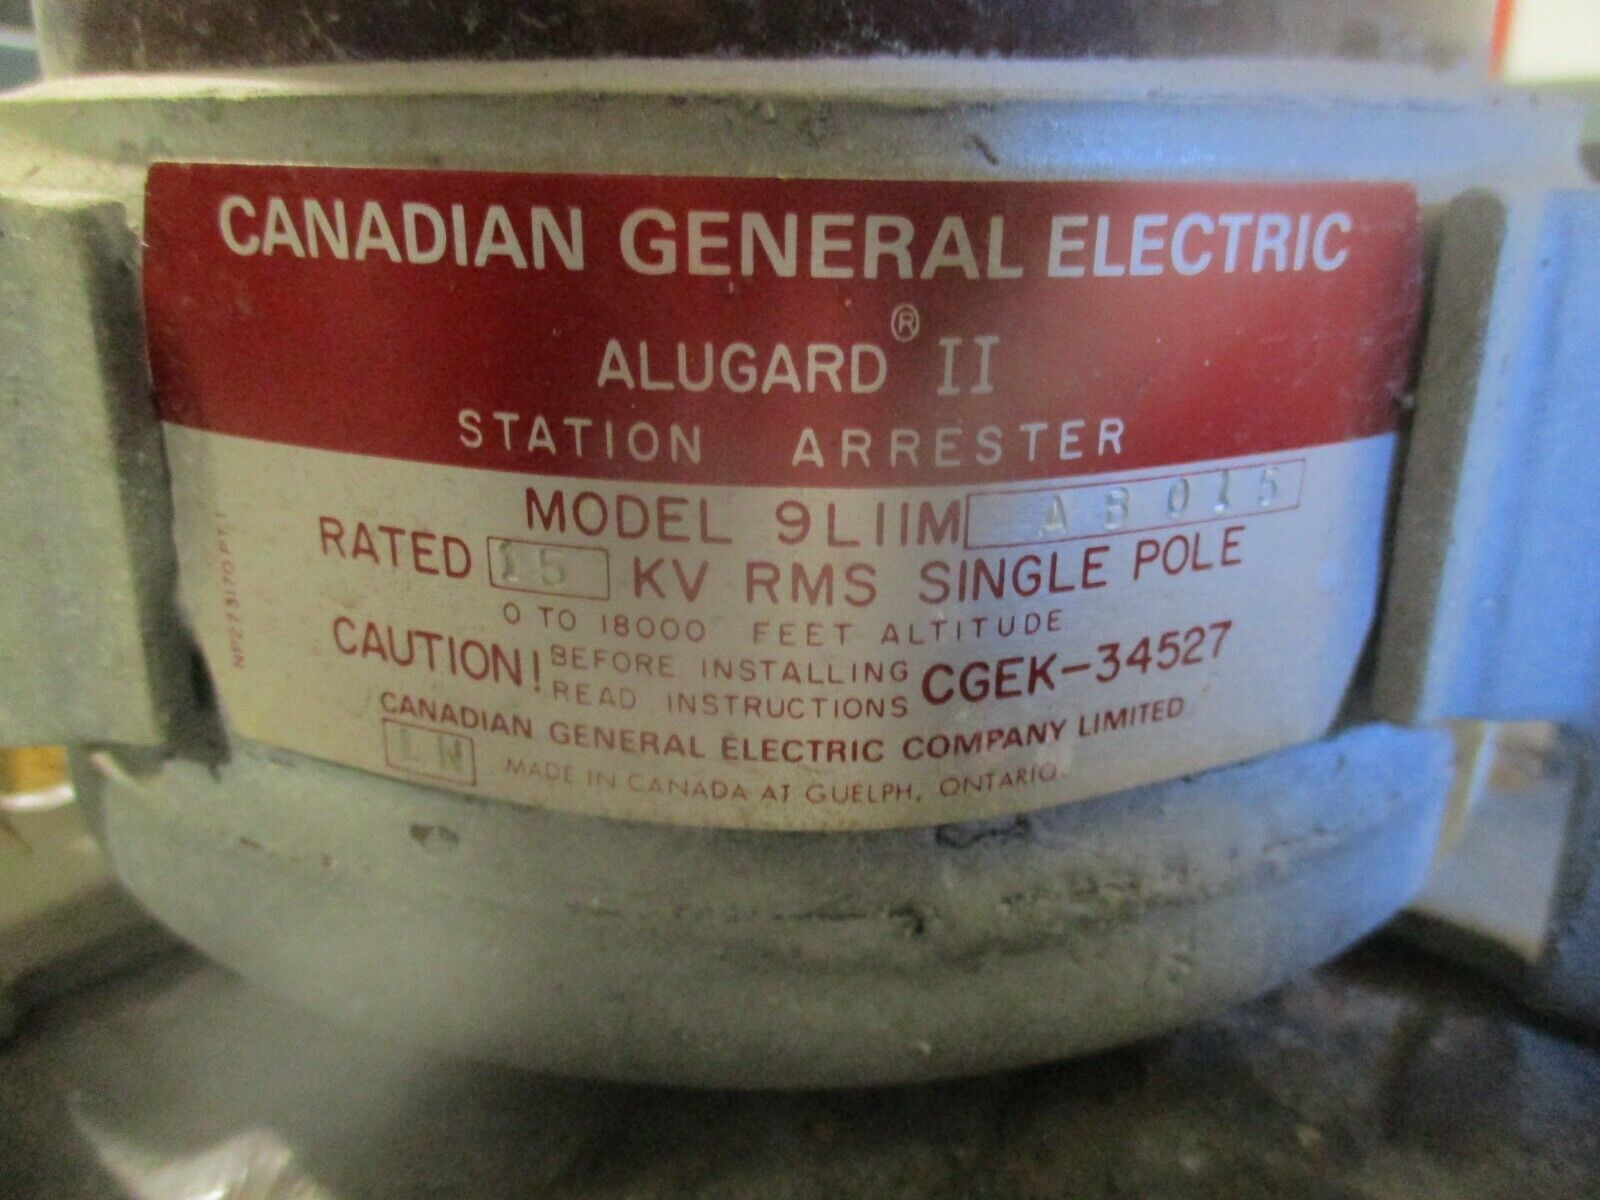 CANADIAN GENERAL ELECTRIC
ALUGARD® II
STATION ARRESTER
MODEL 9L11M AB015
RATED 15 KV RMS SINGLE POLE
0 TO 18000 FEET ALTITUDE
CAUTION! BEFORE INSTALLING READ INSTRUCTIONS CGEK-34527
CANADIAN GENERAL ELECTRIC COMPANY LIMITED
LN MADE IN CANADA AT GUELPH, ONTARIO.